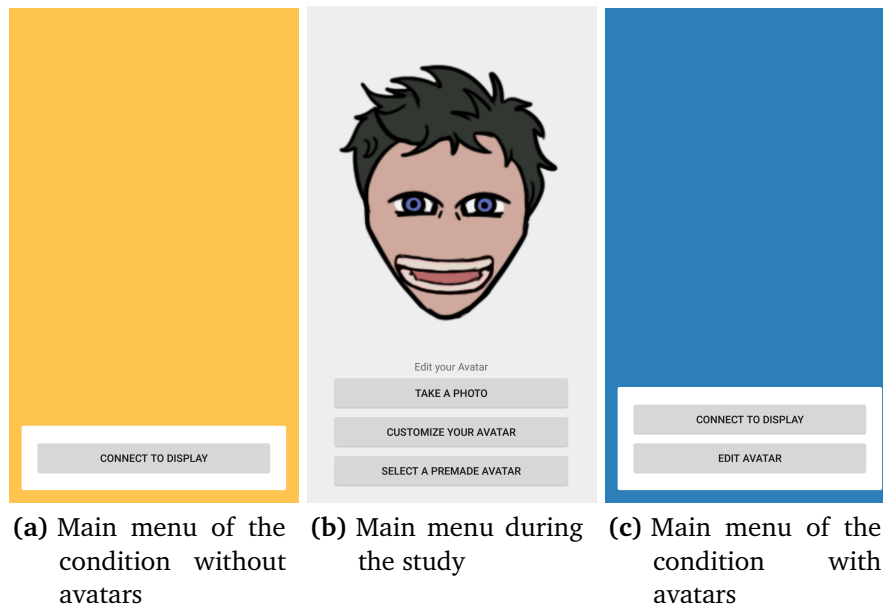 CONNECT TO DISPLAY
Edit your Avatar
TAKE A PHOTO
CUSTOMIZE YOUR AVATAR
SELECT A PREMADE AVATAR
CONNECT TO DISPLAY
EDIT AVATAR
(a) Main menu of the
condition without
avatars
(b) Main menu during
the study
(c) Main menu of the
condition with
avatars